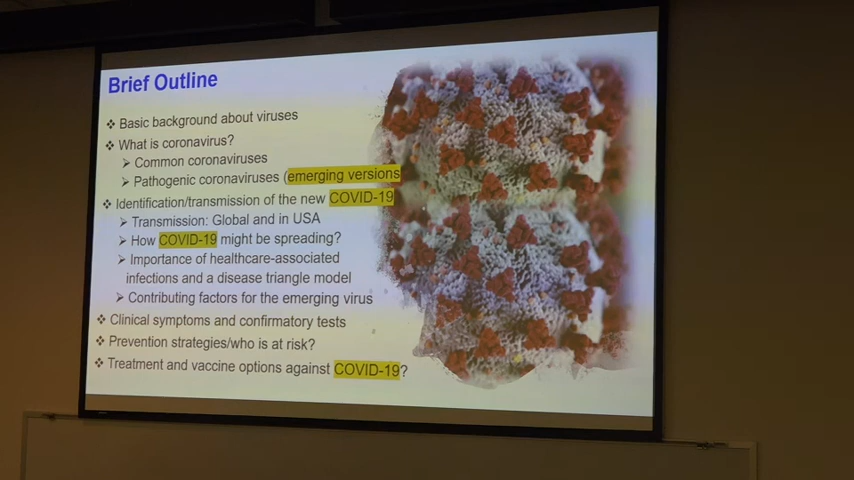 Brief Outline
❖ Basic background about viruses
❖ What is coronavirus?
➢ Common coronaviruses
➢ Pathogenic coronaviruses (emerging versions
❖ Identification/transmission of the new COVID-19
➢ Transmission: Global and in USA
➢ How COVID-19 might be spreading?
➢ Importance of healthcare-associated
infections and a disease triangle model
➢ Contributing factors for the emerging virus
❖ Clinical symptoms and confirmatory tests
❖ Prevention strategies/who is at risk?
❖ Treatment and vaccine options against COVID-19?